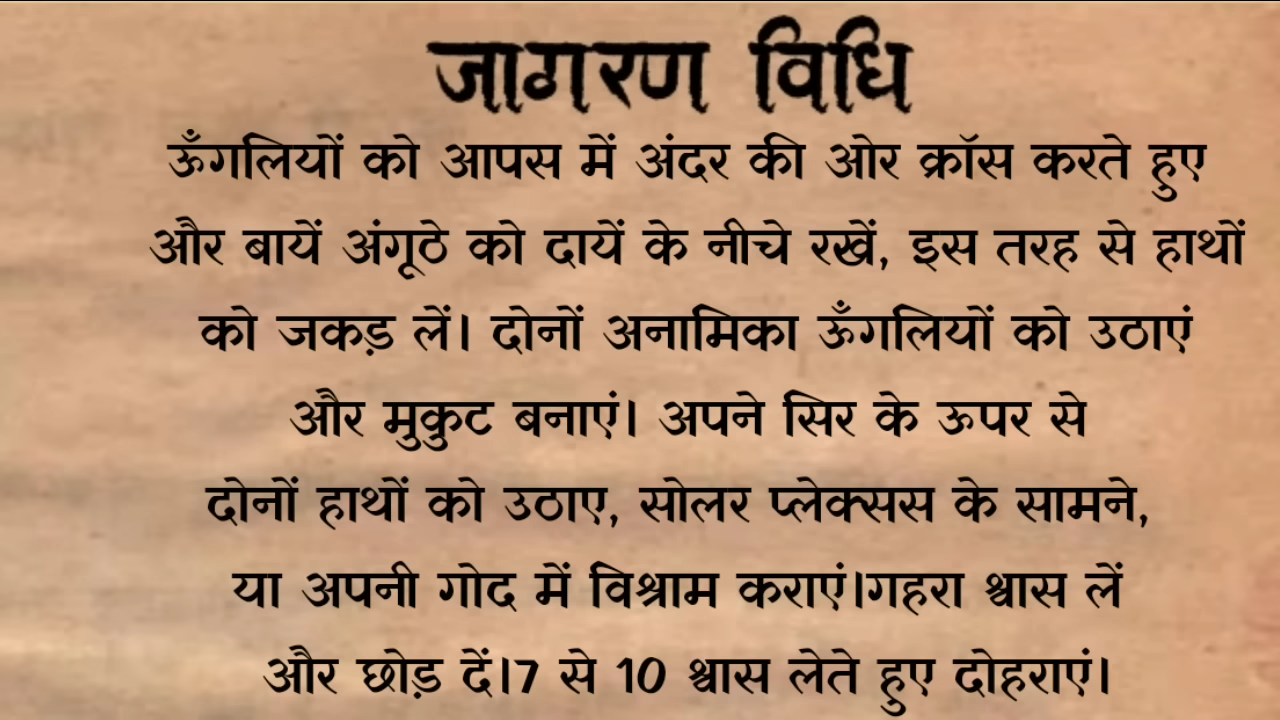 जागरण विधि
ऊँगलियों को आपस में अंदर की ओर क्रॉस करते हुए
और बायें अंगूठे को दायें के नीचे रखें, इस तरह से हाथों
को जकड़ लें। दोनों अनामिका ऊँगलियों को उठाएं
और मुकुट बनाएं। अपने सिर के ऊपर से
दोनों हाथों को उठाए, सोलर प्लेक्सस के सामने,
या अपनी गोद में विश्राम कराएं।गहरा श्वास लें
और छोड़ दें।7 से 10 श्वास लेते हुए दोहराएं।